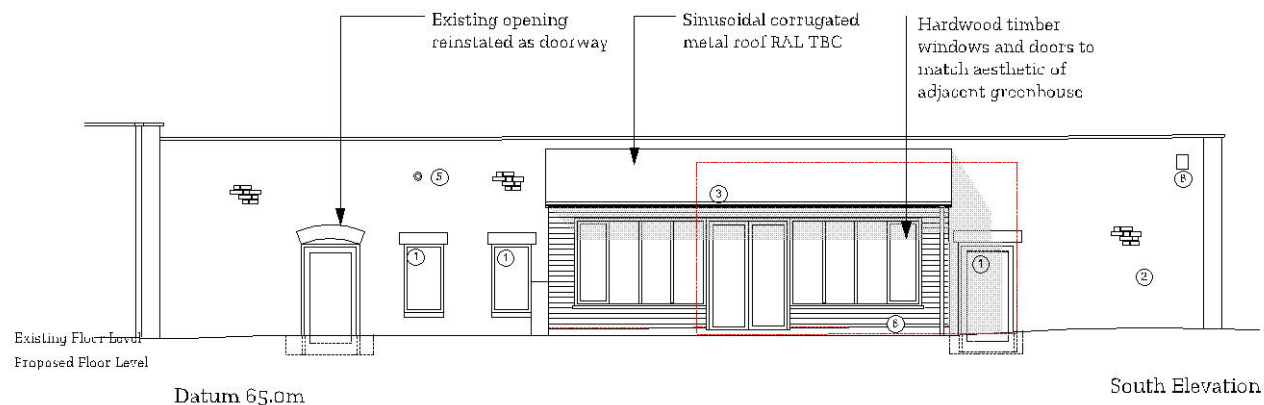 Existing opening
reinstated as doorway
Sinusoidal corrugated
metal roof RAL TBC
Hardwood timber
windows and doors to
match aesthetic of
adjacent greenhouse
5
8
3
1
1
1
2
6
Existing Floor Level
Proposed Floor Level
Datum 65.0m
South Elevation